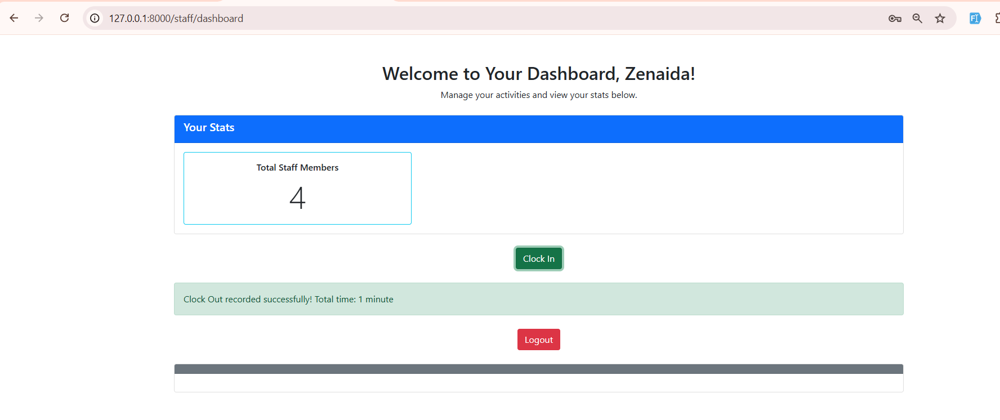 127.0.0.1:8000/staff/dashboard
Welcome to Your Dashboard, Zenaida!
Manage your activities and view your stats below.
Your Stats
Total Staff Members
4
Clock In
Clock Out recorded successfully! Total time: 1 minute
Logout